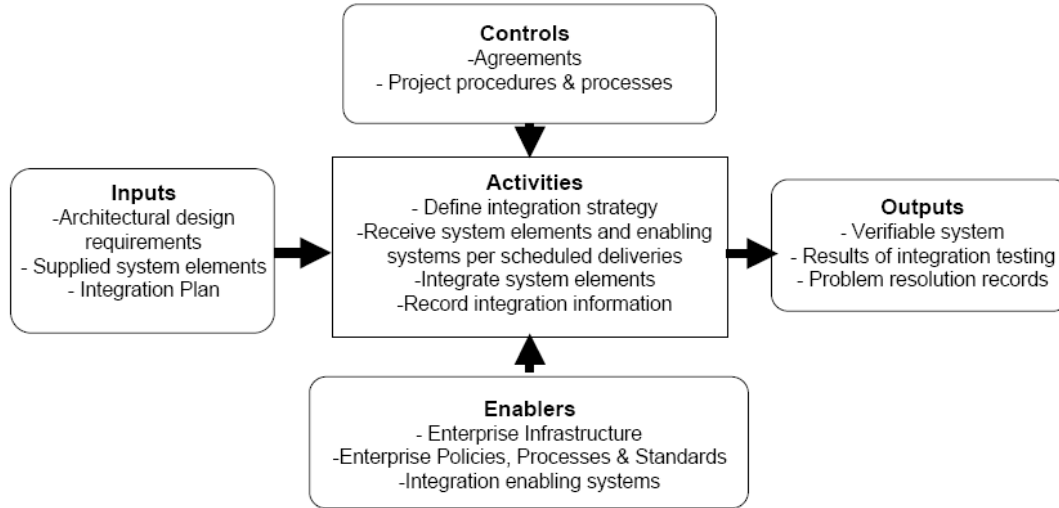 Controls
-Agreements
- Project procedures & processes
Inputs
-Architectural design
requirements
- Supplied system elements
- Integration Plan
Activities
- Define integration strategy
-Receive system elements and enabling
systems per scheduled deliveries
-Integrate system elements
-Record integration information
Outputs
- Verifiable system
- Results of integration testing
- Problem resolution records
Enablers
- Enterprise Infrastructure
-Enterprise Policies, Processes & Standards
-Integration enabling systems